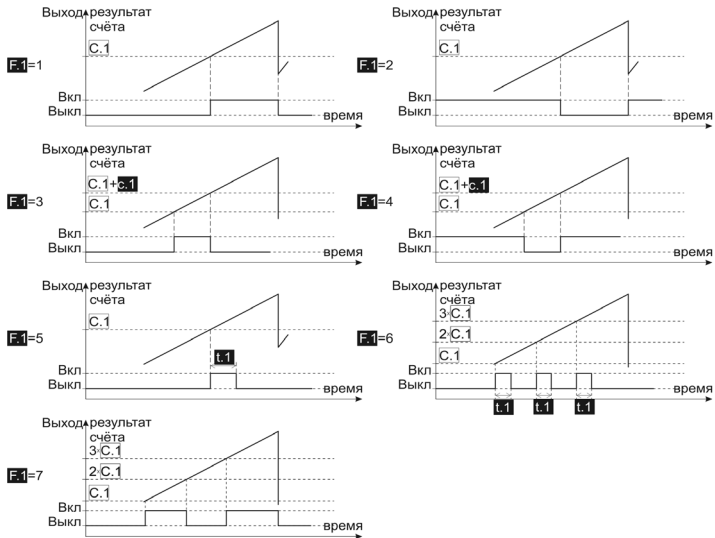 Выход результат
счёта
C.1
F.1=1
Вкл
Выкл
время
Выход результат
счёта
C.1
F.1=2
Вкл
Выкл
время
Выход результат
счёта
C.1+c.1
C.1
F.1=3
Вкл
Выкл
время
Выход результат
счёта
C.1+c.1
C.1
F.1=4
Вкл
Выкл
время
Выход результат
счёта
C.1
F.1=5
t.1
Вкл
Выкл
время
Выход результат
счёта
3·C.1
2·C.1
F.1=6
C.1
Вкл
Выкл
время
t.1 t.1 t.1
Выход результат
счёта
3·C.1
2·C.1
F.1=7
C.1
Вкл
Выкл
время